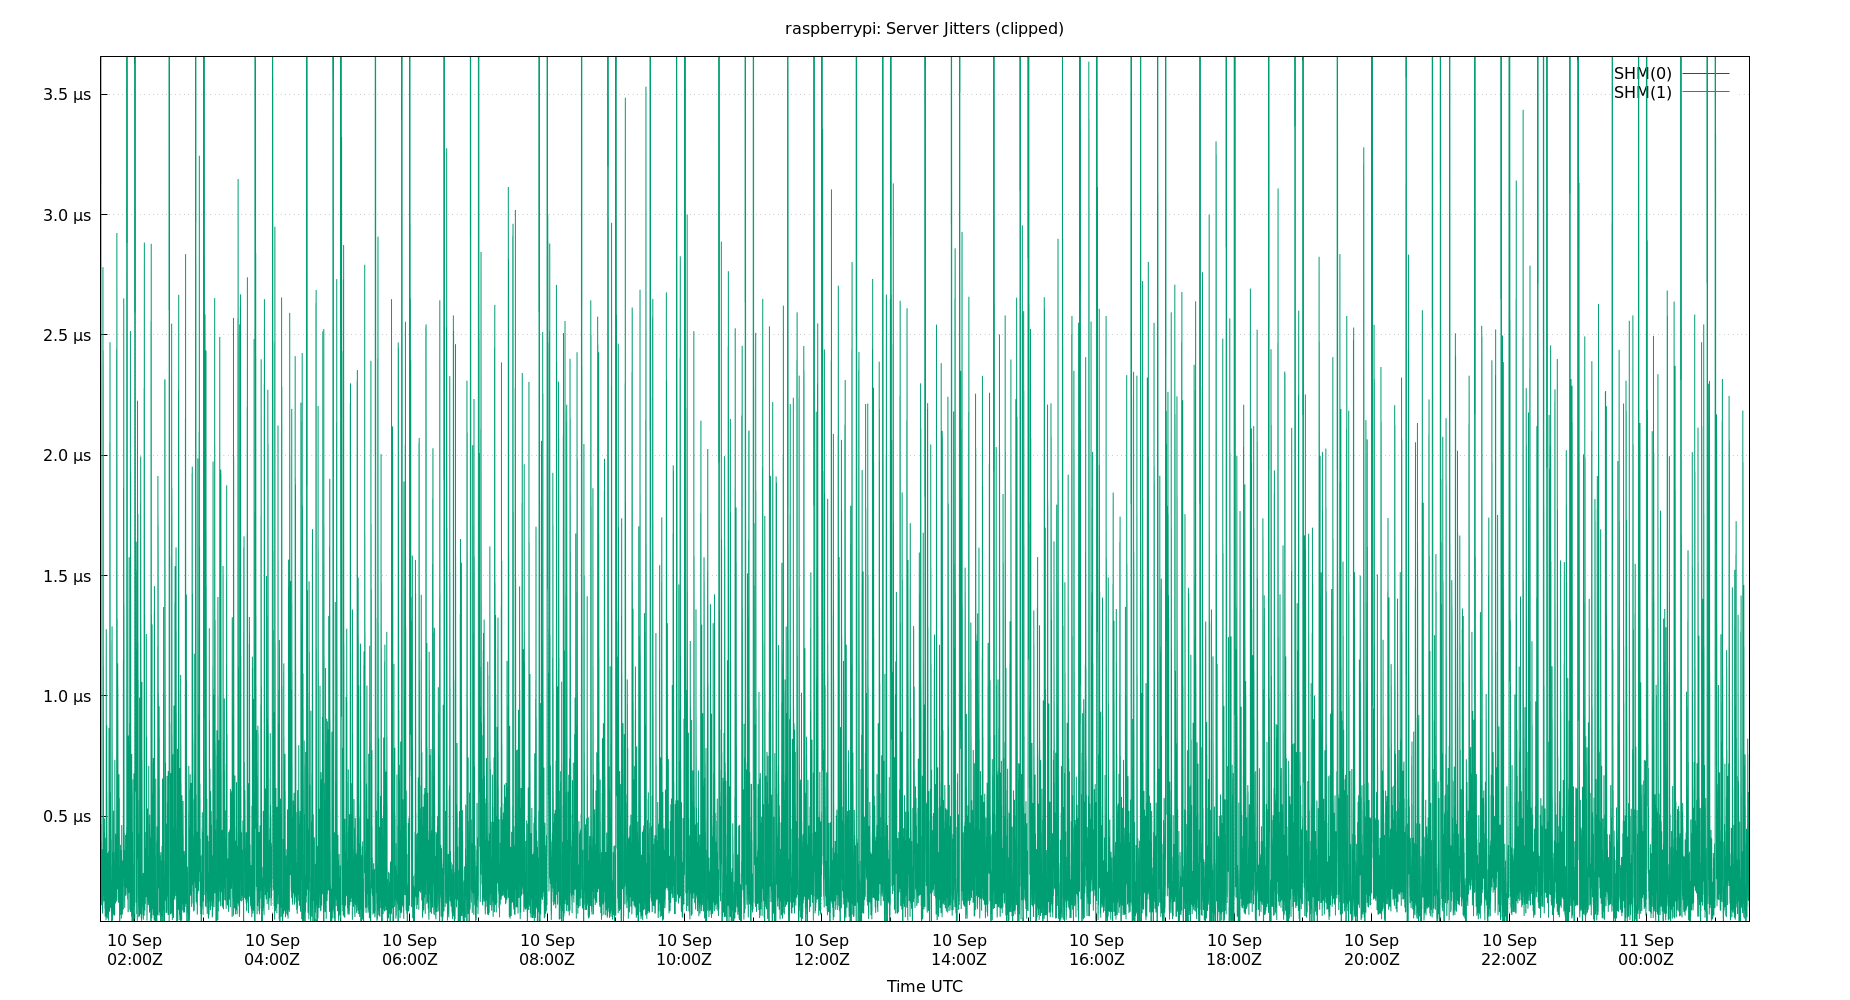 raspberrypi: Server Jitters (clipped)
SHM(0)
SHM(1)
3.5 µs
3.0 µs
2.5 µs
2.0 µs
1.5 µs
1.0 µs
0.5 µs
10 Sep 10 Sep 10 Sep 10 Sep 10 Sep 10 Sep 10 Sep 10 Sep 10 Sep 10 Sep 10 Sep 11 Sep
02:00Z 04:00Z 06:00Z 08:00Z 10:00Z 12:00Z 14:00Z 16:00Z 18:00Z 20:00Z 22:00Z 00:00Z
Time UTC